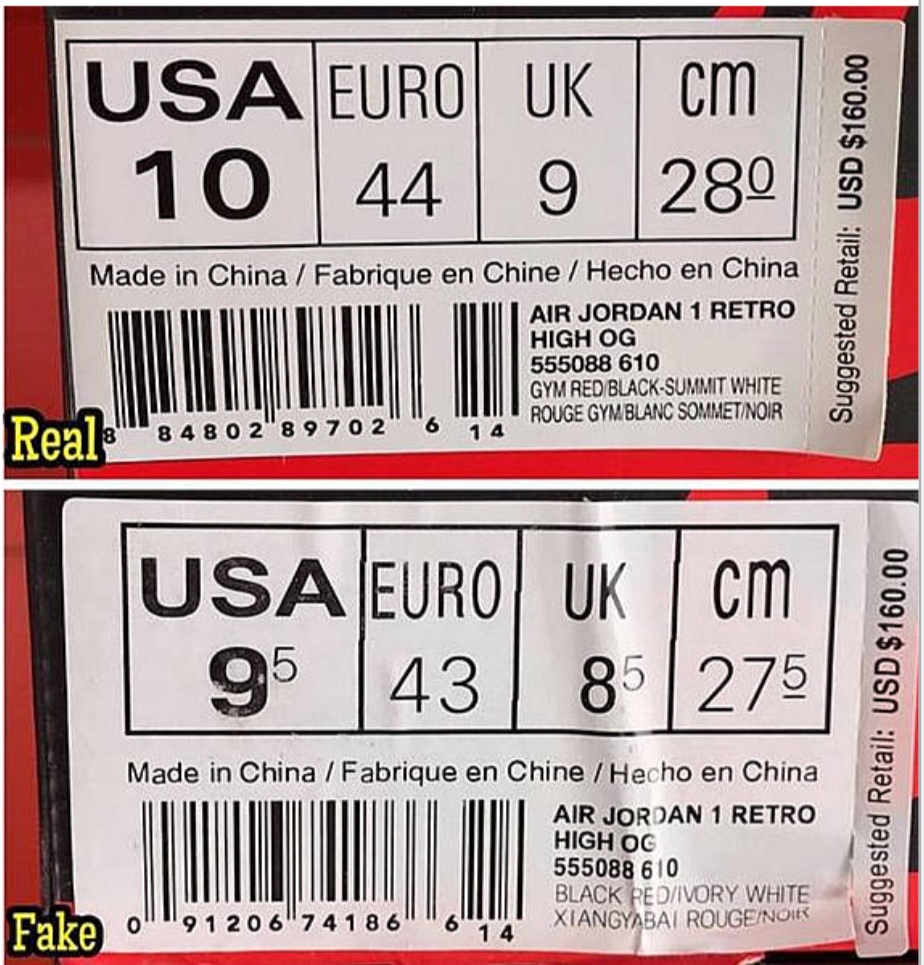 USA EURO UK cm
10 44 9 28 0
Made in China / Fabrique en Chine / Hecho en China
AIR JORDAN 1 RETRO
HIGH OG
555088 610
GYM RED/BLACK-SUMMIT WHITE
ROUGE GYM/BLANC SOMMET/NOIR
8 84802 89702 6 14
Suggested Retail: USD $160.00
Real
USA EURO UK cm
9 5 43 8 5 27 5
Made in China / Fabrique en Chine / Hecho en China
AIR JORDAN 1 RETRO
HIGH OG
555088 610
BLACK RED/IVORY WHITE
XIANGYABAI ROUGE/NOIR
0 91206 74186 6 14
Suggested Retail: USD $160.00
Fake